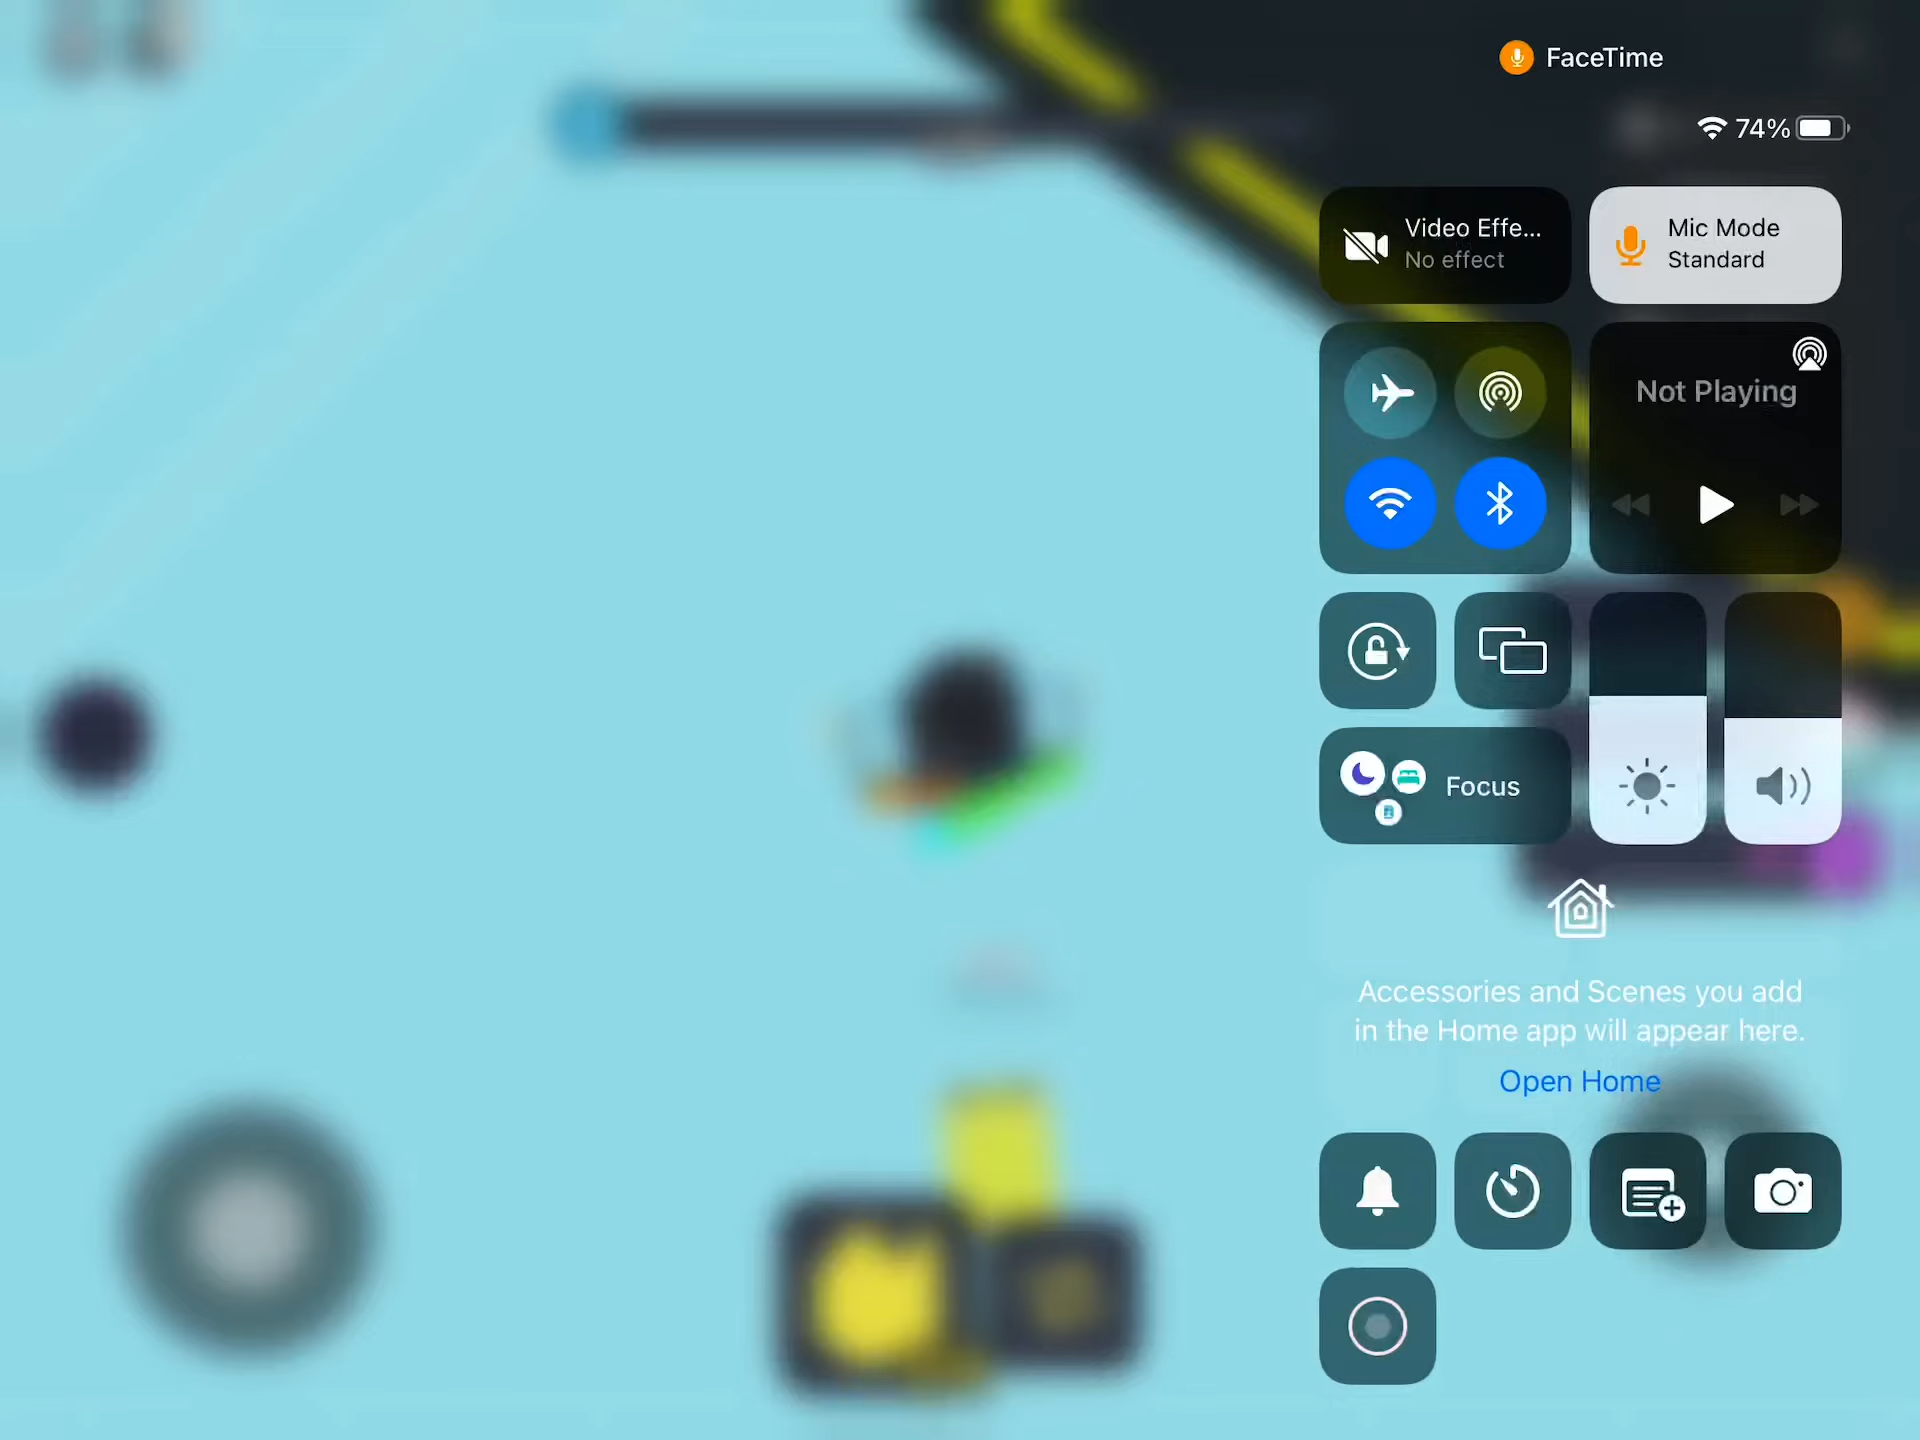 FaceTime
74%
Video Effe...
No effect
Mic Mode
Standard
Not Playing
Focus
Accessories and Scenes you add
in the Home app will appear here.
Open Home